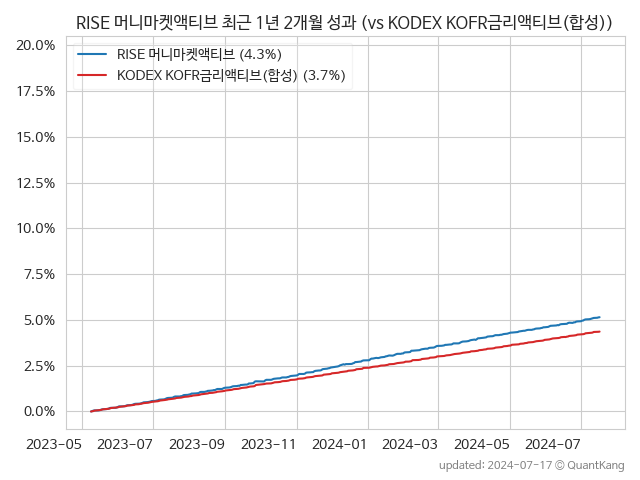 RISE 머니마켓액티브 최근 1년 2개월 성과 (vs KODEX KOFR금리액티브(합성))
RISE 머니마켓액티브 (4.3%)
KODEX KOFR금리액티브(합성) (3.7%)
20.0%
17.5%
15.0%
12.5%
10.0%
7.5%
5.0%
2.5%
0.0%
2023-05 2023-07 2023-09 2023-11 2024-01 2024-03 2024-05 2024-07
updated: 2024-07-17 © QuantKang